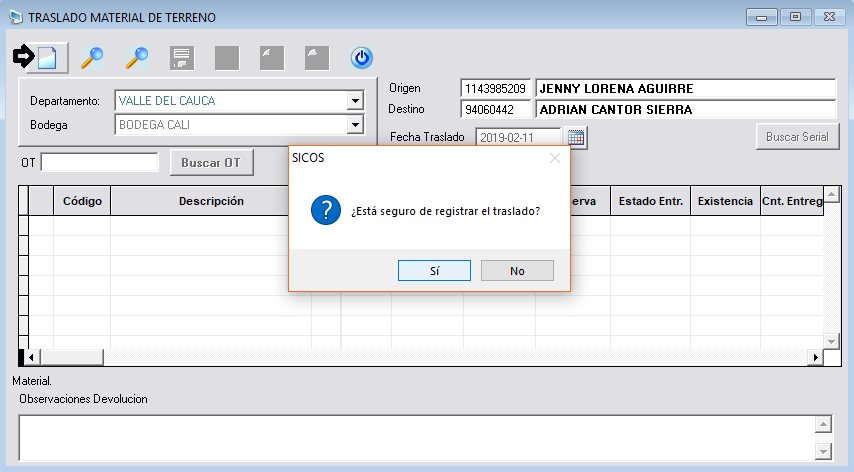 TRASLADO MATERIAL DE TERRENO
Departamento: VALLE DEL CAUCA
Bodega BODEGA CALI
Origen 1143985209 JENNY LORENA AGUIRRE
Destino 94060442 ADRIAN CANTOR SIERRA
Fecha Traslado 2019-02-11
Buscar Serial
OT Buscar OT
SICOS
¿Está seguro de registrar el traslado?
Sí No
Código Descripción serva Estado Entr. Existencia Cnt. Entreg
Material.
Observaciones Devolucion